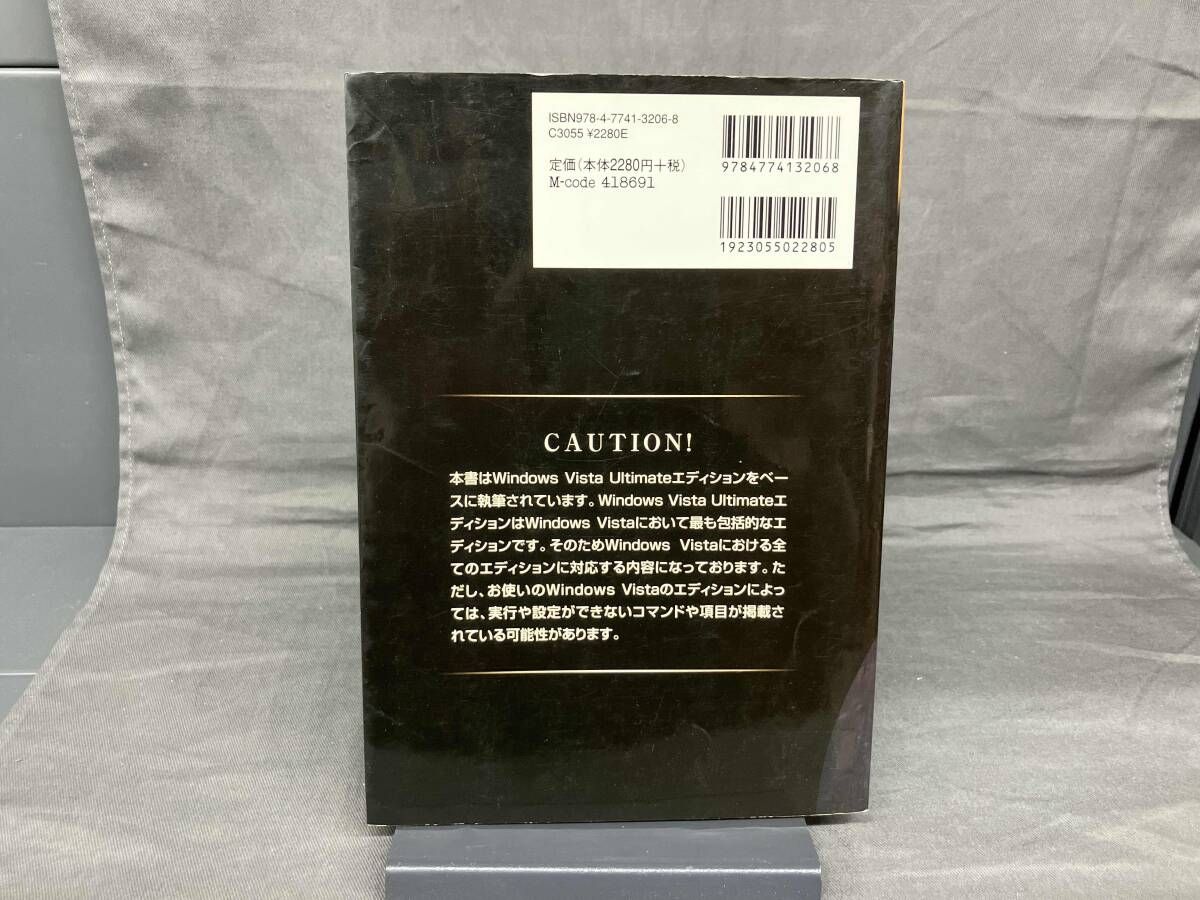 ISBN978-4-7741-3206-8
C3055 ¥2280E
定価(本体2280円+税)
M-code 418691
9784774132068
1923055022805
CAUTION!
本書はWindows Vista Ultimateエディションをベー
スに執筆されています。Windows Vista Ultimateエ
ディションはWindows Vistaにおいて最も包括的なエ
ディションです。そのためWindows Vistaにおける全
てのエディションに対応する内容になっております。た
だし、お使いのWindows Vistaのエディションによっ
ては、実行や設定ができないコマンドや項目が掲載さ
れている可能性があります。